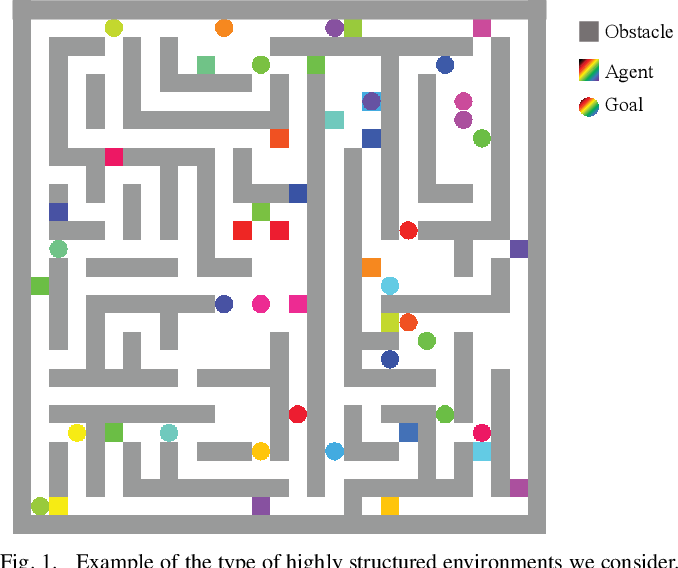 Obstacle
Agent
Goal
Fig. 1. Example of the type of highly structured environments we consider.